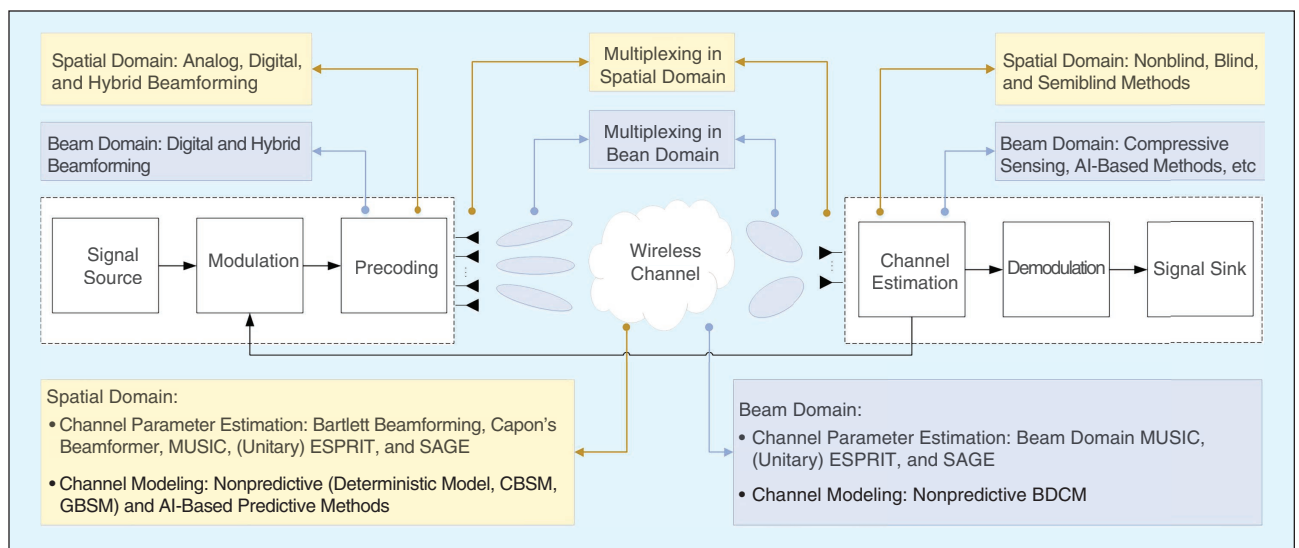 Spatial Domain: Analog, Digital,
and Hybrid Beamforming
Multiplexing in
Spatial Domain
Spatial Domain: Nonblind, Blind,
and Semiblind Methods
Beam Domain: Digital and Hybrid
Beamforming
Multiplexing in
Bean Domain
Beam Domain: Compressive
Sensing, AI-Based Methods, etc
Signal
Source
Modulation
Precoding
Wireless
Channel
Channel
Estimation
Demodulation
Signal Sink
Spatial Domain:
• Channel Parameter Estimation: Bartlett Beamforming, Capon's
Beamformer, MUSIC, (Unitary) ESPRIT, and SAGE
• Channel Modeling: Nonpredictive (Deterministic Model, CBSM,
GBSM) and AI-Based Predictive Methods
Beam Domain:
• Channel Parameter Estimation: Beam Domain MUSIC,
(Unitary) ESPRIT, and SAGE
• Channel Modeling: Nonpredictive BDCM